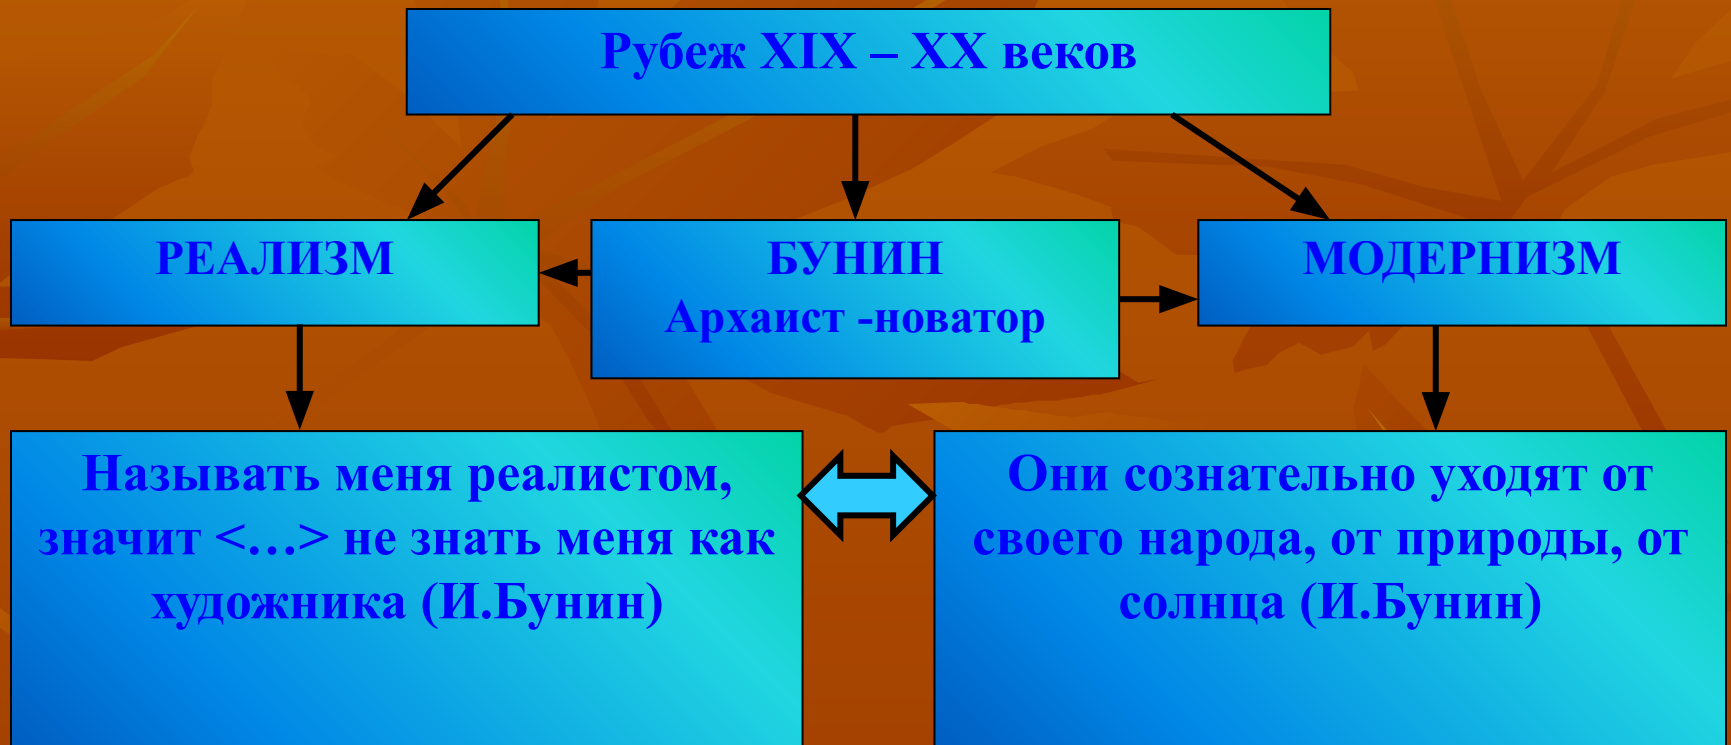 Рубеж XIX – XX веков
РЕАЛИЗМ
БУНИН
Архаист -новатор
МОДЕРНИЗМ
Называть меня реалистом,
значит <…> не знать меня как
художника (И.Бунин)
Они сознательно уходят от
своего народа, от природы, от
солнца (И.Бунин)